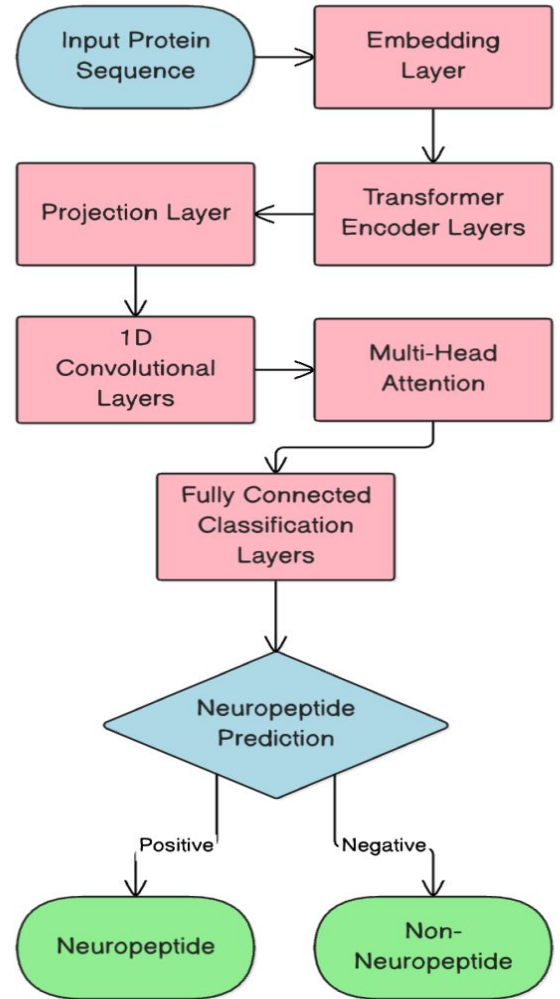 Input Protein
Sequence
Embedding
Layer
Transformer
Encoder Layers
Projection Layer
1D
Convolutional
Layers
Multi-Head
Attention
Fully Connected
Classification
Layers
Neuropeptide
Prediction
Positive
Negative
Neuropeptide
Non-
Neuropeptide